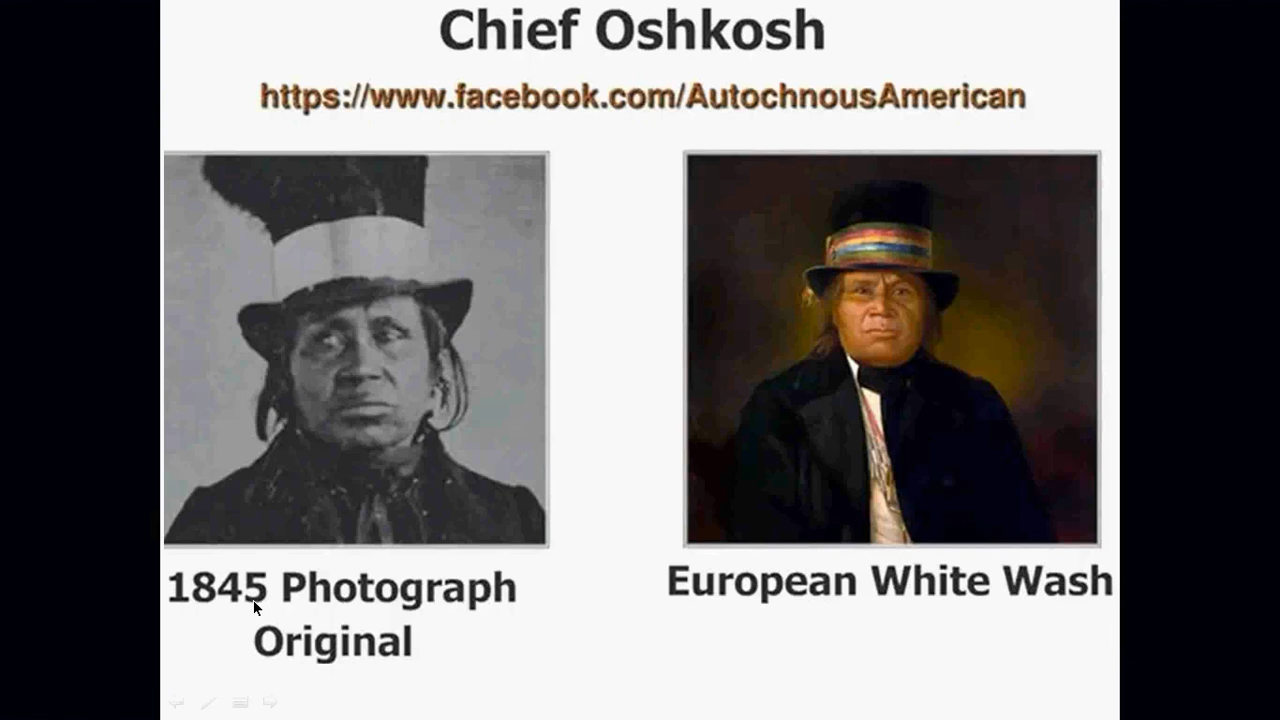 Chief Oshkosh
https://www.facebook.com/AutochnousAmerican
1845 Photograph
Original
European White Wash